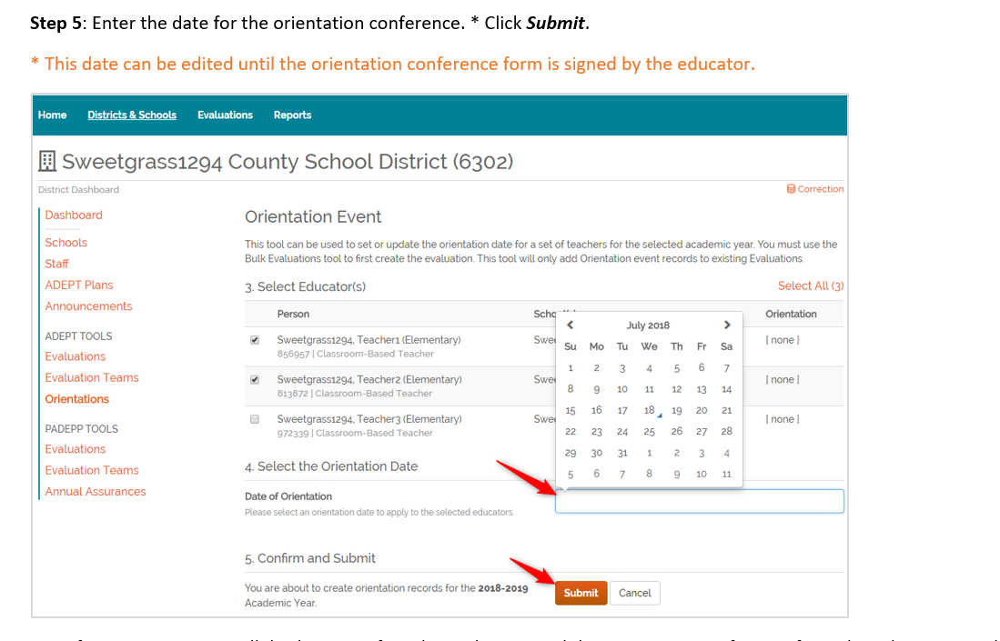 Step 5: Enter the date for the orientation conference. * Click Submit.
* This date can be edited until the orientation conference form is signed by the educator.
Home Districts & Schools Evaluations Reports
Sweetgrass1294 County School District (6302)
District Dashboard
Correction
Dashboard
Schools
Staff
ADEPT Plans
Announcements
ADEPT TOOLS
Evaluations
Evaluation Teams
Orientations
PADEPP TOOLS
Evaluations
Evaluation Teams
Annual Assurances
Orientation Event
This tool can be used to set or update the orientation date for a set of teachers for the selected academic year. You must use the
Bulk Evaluations tool to first create the evaluation. This tool will only add Orientation event records to existing Evaluations.
3. Select Educator(s)
Select All (3)
Person
Orientation
Sweetgrass1294, Teacher1 (Elementary)
[ none ]
856957 | Classroom-Based Teacher
Sweetgrass1294, Teacher2 (Elementary)
[ none ]
813872 | Classroom-Based Teacher
Sweetgrass1294, Teacher3 (Elementary)
[ none ]
972339 | Classroom-Based Teacher
July 2018
Su Mo Tu We Th Fr Sa
1 2 3 4 5 6 7
8 9 10 11 12 13 14
15 16 17 18 19 20 21
22 23 24 25 26 27 28
29 30 31 1 2 3 4
5 6 7 8 9 10 11
4. Select the Orientation Date
Date of Orientation
Please select an orientation date to apply to the selected educators.
5. Confirm and Submit
You are about to create orientation records for the 2018-2019
Academic Year.
Submit Cancel